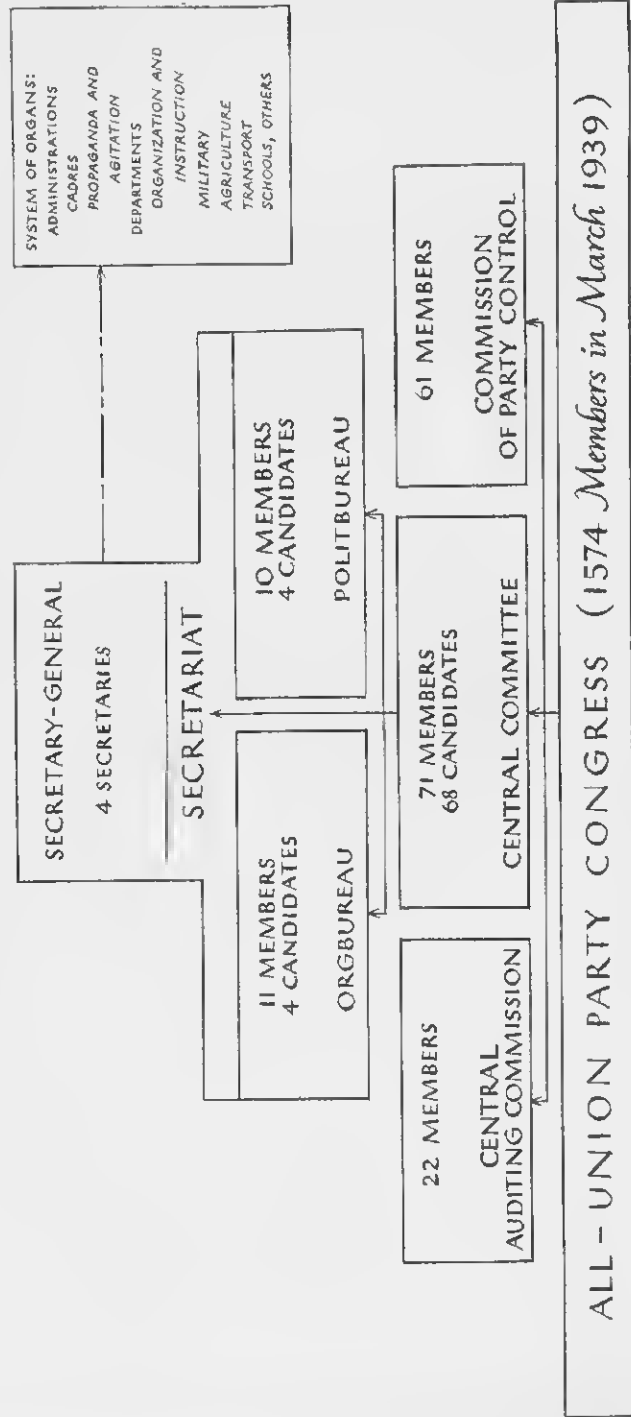 SYSTEM OF ORGANS:
ADMINISTRATIONS
CADRES
PROPAGANDA AND
AGITATION
DEPARTMENTS
ORGANIZATION AND
INSTRUCTION
MILITARY
AGRICULTURE
TRANSPORT
SCHOOLS, OTHERS
SECRETARY-GENERAL
4 SECRETARIES
SECRETARIAT
11 MEMBERS
4 CANDIDATES
ORGBUREAU
10 MEMBERS
4 CANDIDATES
POLITBUREAU
22 MEMBERS
CENTRAL
AUDITING COMMISSION
71 MEMBERS
68 CANDIDATES
CENTRAL COMMITTEE
61 MEMBERS
COMMISSION
OF PARTY CONTROL
ALL-UNION PARTY CONGRESS (1574 Members in March 1939)